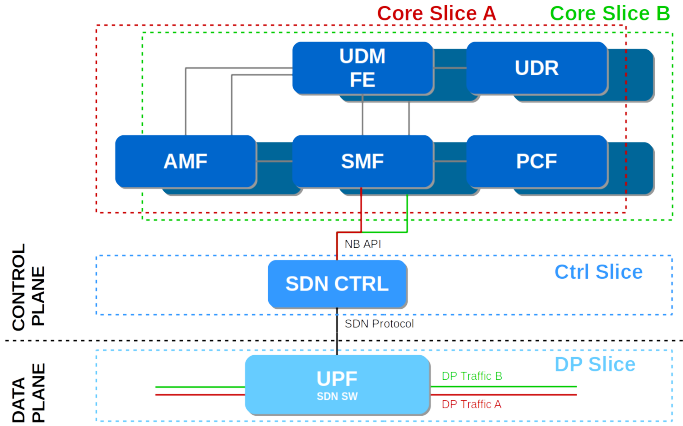 Core Slice A
Core Slice B
UDM
FE
UDR
AMF
SMF
PCF
NB API
CONTROL
PLANE
Ctrl Slice
SDN CTRL
SDN Protocol
DATA
PLANE
DP Slice
UPF
SDN SW
DP Traffic B
DP Traffic A